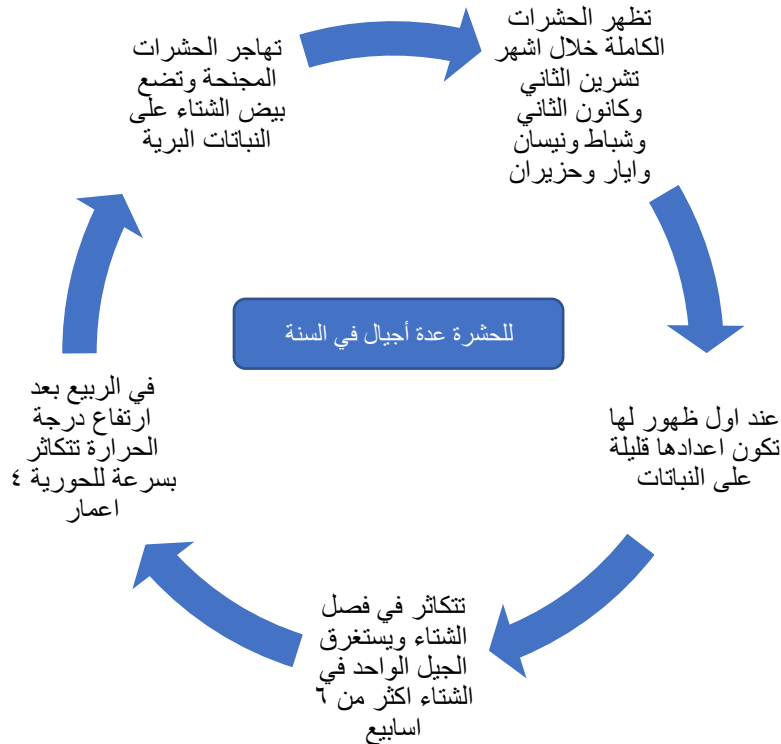 تظهر الحشرات
الكاملة خلال اشهر
تشرين الثاني
وكانون الثاني
وشباط ونيسان
وايار وحزيران
عند اول ظهور لها
تكون اعدادها قليلة
على النباتات
تتكاثر في فصل
الشتاء ويستغرق
الجيل الواحد في
الشتاء اكثر من ٦
اسابيع
في الربيع بعد
ارتفاع درجة
الحرارة تتكاثر
بسرعة للحورية ٤
اعمار
تهاجر الحشرات
المجنحة وتضع
بيض الشتاء على
النباتات البرية
للحشرة عدة أجيال في السنة